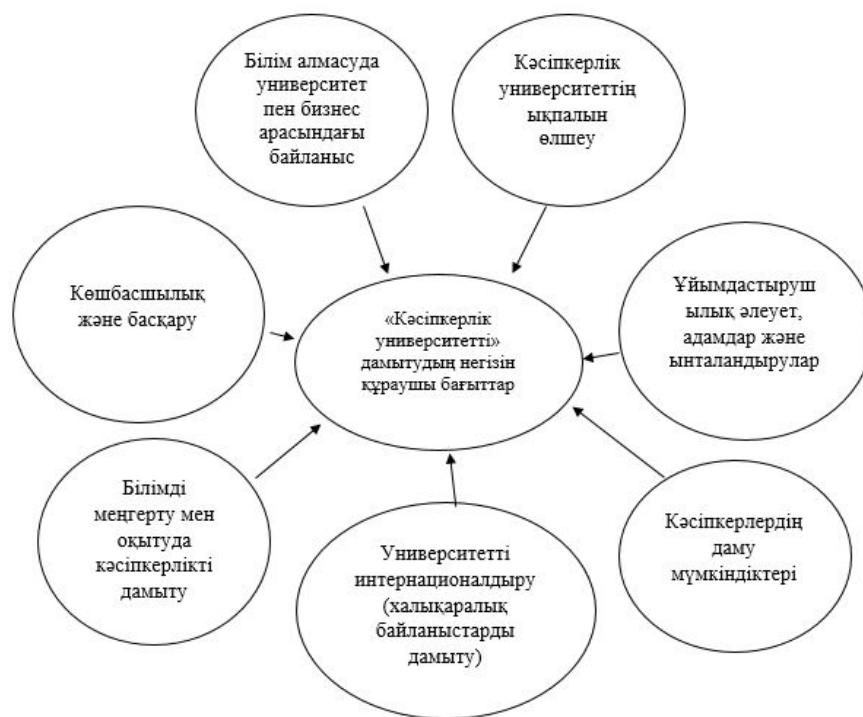 Білім алмасуда
университет
пен бизнес
арасындағы
байланыс
Кәсіпкерлік
университеттің
ықпалын
өлшеу
Көшбасшылық
және басқару
«Кәсіпкерлік
университетті»
дамытудың негізін
құраушы бағыттар
Ұйымдастыруш
ылық әлеует,
адамдар және
ынталандырулар
Білімді
меңгерту мен
оқытуда
кәсіпкерлікті
дамыту
Университетті
интернационалдыру
(халықаралық
байланыстарды
дамыту)
Кәсіпкерлердің
даму
мүмкіндіктері